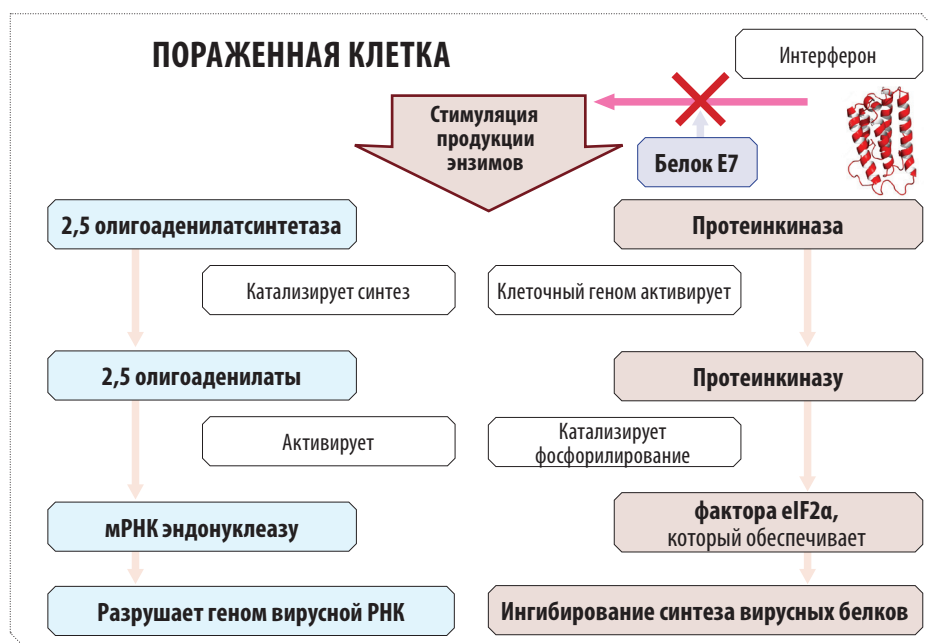 ПОРАЖЕННАЯ КЛЕТКА
Интерферон
Стимуляция
продукции
энзимов
Белок E7
2,5 олигоаденилатсинтетаза
Протеинкиназа
Катализирует синтез
Клеточный геном активирует
2,5 олигоаденилаты
Протеинкиназу
Активирует
Катализирует
фосфорилирование
мРНК эндонуклеазу
фактора eIF2α,
который обеспечивает
Разрушает геном вирусной РНК
Ингибирование синтеза вирусных белков